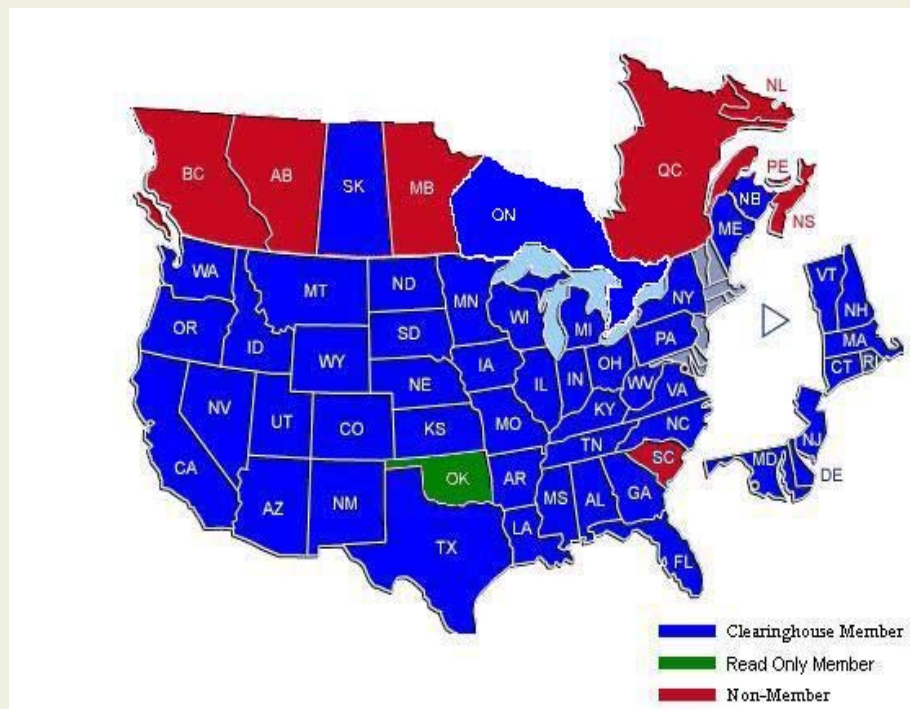 NL
BC
AB
SK
MB
QC
PE
NB
NS
ON
ME
WA
MT
ND
MN
WI
MI
NY
VT
NH
OR
ID
SD
WY
IA
PA
MA
CT
RI
NE
IL
IN
OH
WV
VA
NV
UT
CO
KS
MO
KY
NC
NJ
CA
TN
SC
MD
DE
AZ
NM
OK
AR
MS
AL
GA
LA
TX
FL
Clearinghouse Member
Read Only Member
Non-Member